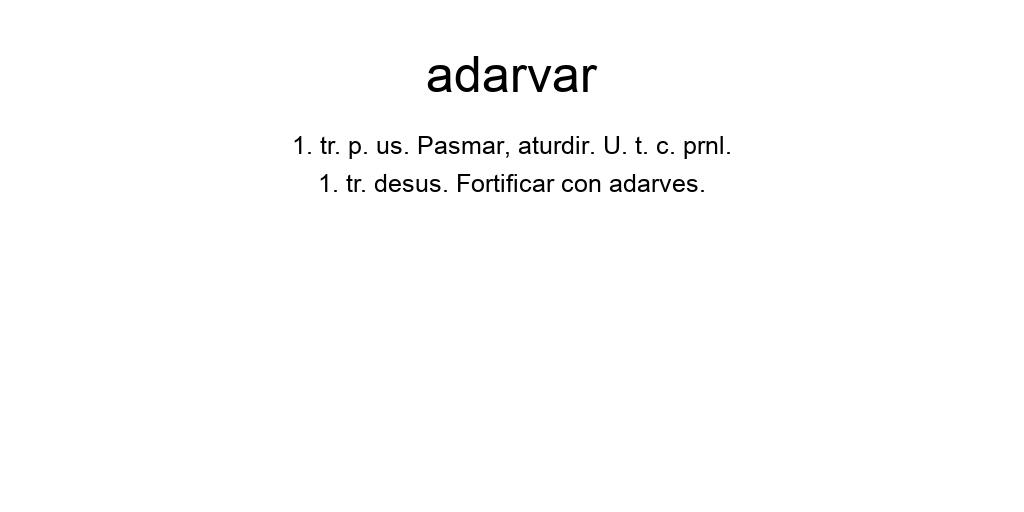 adarvar
1. tr. p. us. Pasmar, aturdir. U. t. c. prnl.
1. tr. desus. Fortificar con adarves.